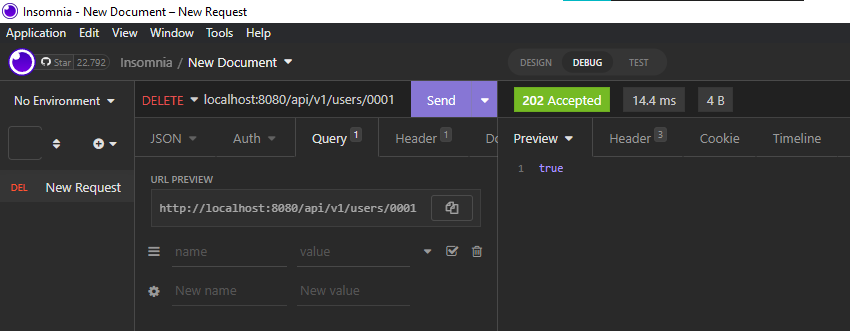 Insomnia - New Document – New Request
Application Edit View Window Tools Help
Star 22.792 Insomnia / New Document DESIGN DEBUG TEST
No Environment DELETE localhost:8080/api/v1/users/0001 Send 202 Accepted 14.4 ms 4 B
JSON Auth Query 1 Header 1 Do Preview Header 3 Cookie Timeline
URL PREVIEW 1 true
DEL New Request
http://localhost:8080/api/v1/users/0001
name value
New name New value